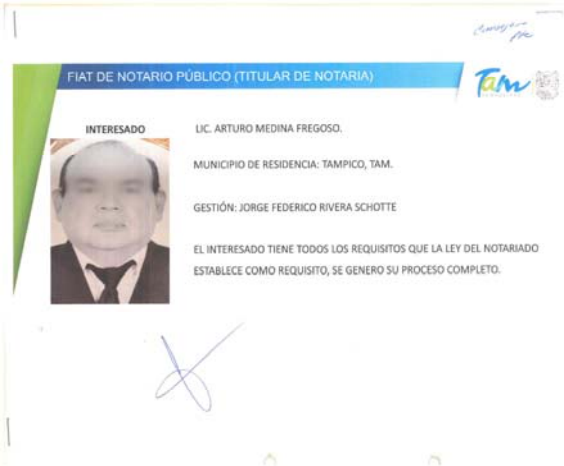 FIAT DE NOTARIO PÚBLICO (TITULAR DE NOTARIA)
Tam
INTERESADO
LIC. ARTURO MEDINA FREGOSO.
MUNICIPIO DE RESIDENCIA: TAMPICO, TAM.
GESTIÓN: JORGE FEDERICO RIVERA SCHOTTE
EL INTERESADO TIENE TODOS LOS REQUISITOS QUE LA LEY DEL NOTARIADO
ESTABLECE COMO REQUISITO, SE GENERO SU PROCESO COMPLETO.